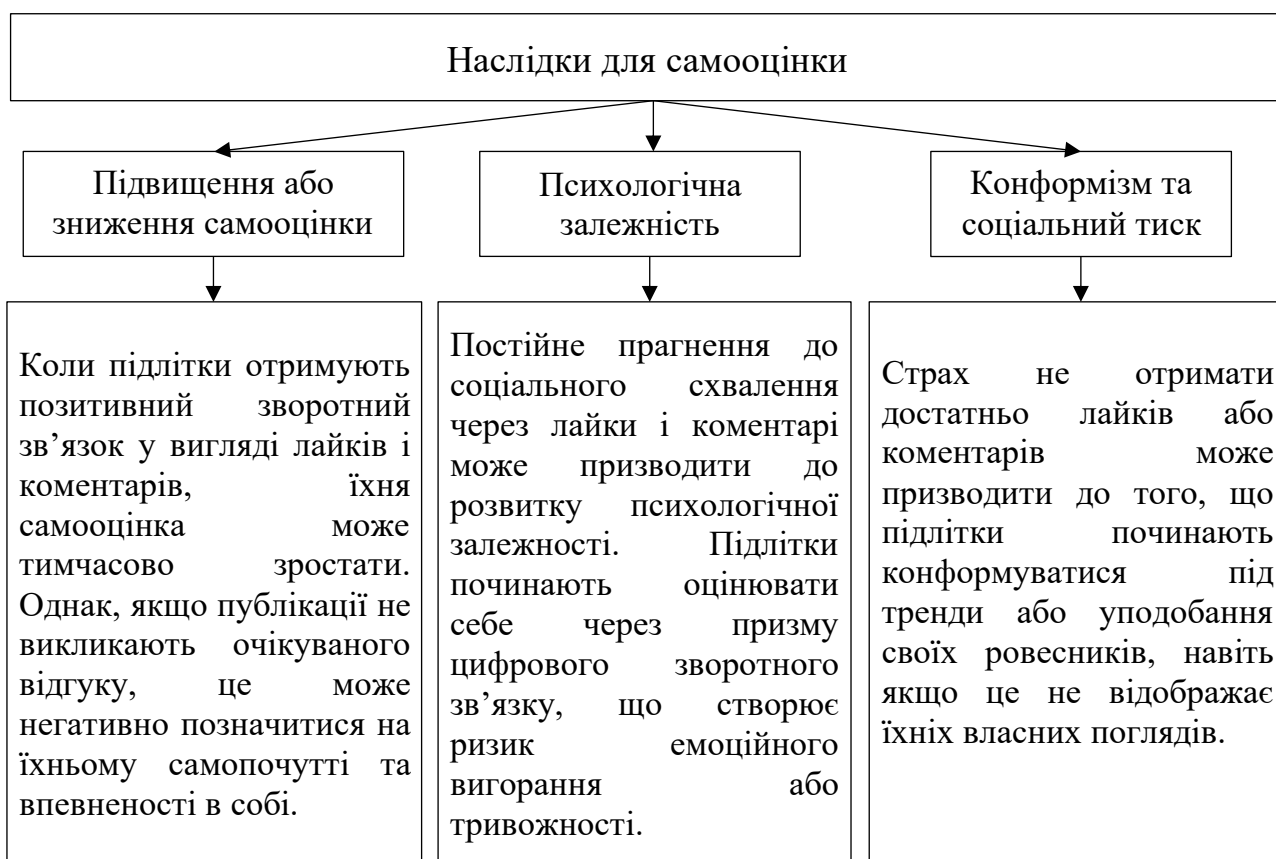 Наслідки для самооцінки
Підвищення або
зниження самооцінки
Психологічна
залежність
Конформізм та
соціальний тиск
Коли підлітки отримують
позитивний зворотний
зв’язок у вигляді лайків і
коментарів, їхня
самооцінка може
тимчасово зростати.
Однак, якщо публікації не
викликають очікуваного
відгуку, це може
негативно позначитися на
їхньому самопочутті та
впевненості в собі.
Постійне прагнення до
соціального схвалення
через лайки і коментарі
може призводити до
розвитку психологічної
залежності. Підлітки
починають оцінювати
себе через призму
цифрового зворотного
зв’язку, що створює
ризик емоційного
вигорання або
тривожності.
Страх не отримати
достатньо лайків або
коментарів може
призводити до того, що
підлітки починають
конформуватися під
тренди або уподобання
своїх ровесників, навіть
якщо це не відображає
їхніх власних поглядів.